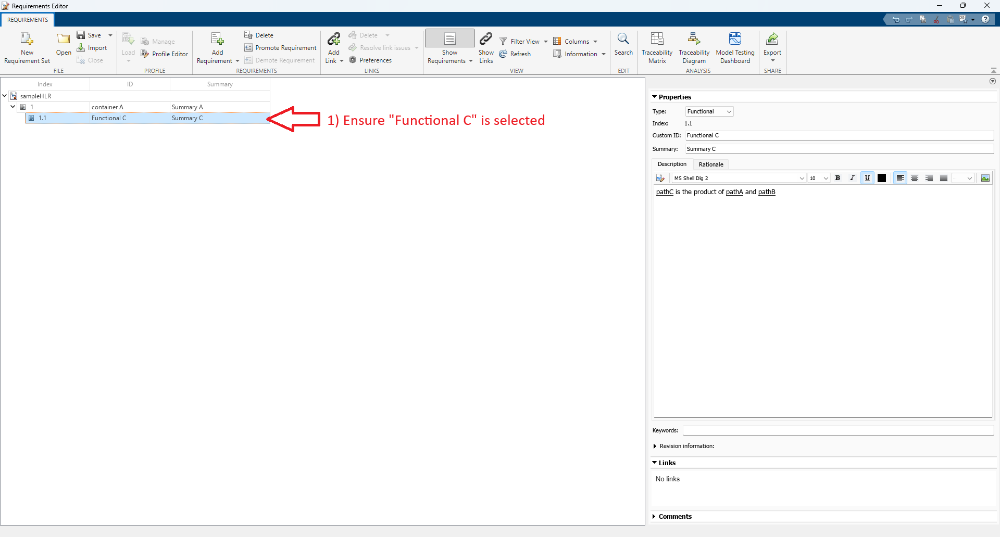 Requirements Editor
REQUIREMENTS
New
Requirement Set
Open
Save
Import
Close
FILE
Load
Manage
Profile Editor
PROFILE
Add
Requirement
Delete
Promote Requirement
Demote Requirement
REQUIREMENTS
Add
Link
Delete
Resolve link issues
Preferences
LINKS
Show
Requirements
Show
Links
Filter View
Refresh
Columns
Information
VIEW
Search
EDIT
Traceability
Matrix
Traceability
Diagram
Model Testing
Dashboard
ANALYSIS
Export
SHARE
Index ID Summary
sampleHLR
1 container A Summary A
1.1 Functional C Summary C
1) Ensure "Functional C" is selected
Properties
Type: Functional
Index: 1.1
Custom ID: Functional C
Summary: Summary C
Description Rationale
MS Shell Dlg 2 10 B I U ...
pathC is the product of pathA and pathB
Keywords:
Revision information:
Links
No links
Comments